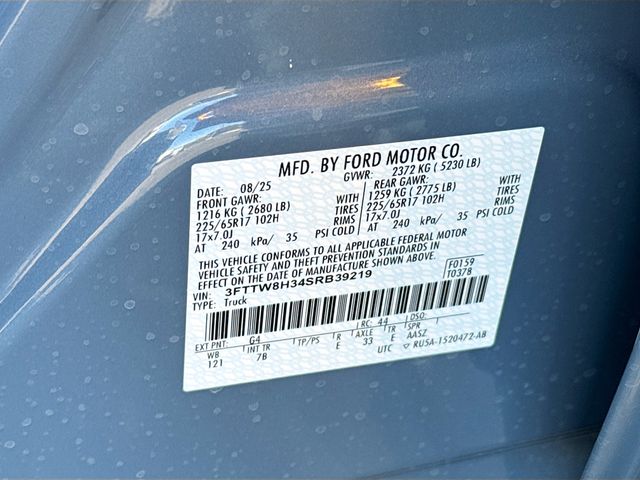 MFD. BY FORD MOTOR CO.
DATE: 08/25 GVWR: 2372 KG ( 5230 LB)
FRONT GAWR: REAR GAWR:
1216 KG ( 2680 LB) WITH 1259 KG ( 2775 LB) WITH
225/65R17 102H TIRES 225/65R17 102H TIRES
17x7.0J RIMS 17x7.0J RIMS
AT 240 kPa/ 35 PSI COLD AT 240 kPa/ 35 PSI COLD
THIS VEHICLE CONFORMS TO ALL APPLICABLE FEDERAL MOTOR
VEHICLE SAFETY AND THEFT PREVENTION STANDARDS IN
EFFECT ON THE DATE OF MANUFACTURE SHOWN ABOVE.
VIN: 3FTTW8H34SRB39219 F0159
TYPE: Truck T0378
EXT PNT: G4 RC: 44 DSO:
WB INT TR TP/PS R AXLE TR SPR
121 7B E 33 E AASZ
UTC ▽ RU5A-1520472-AB